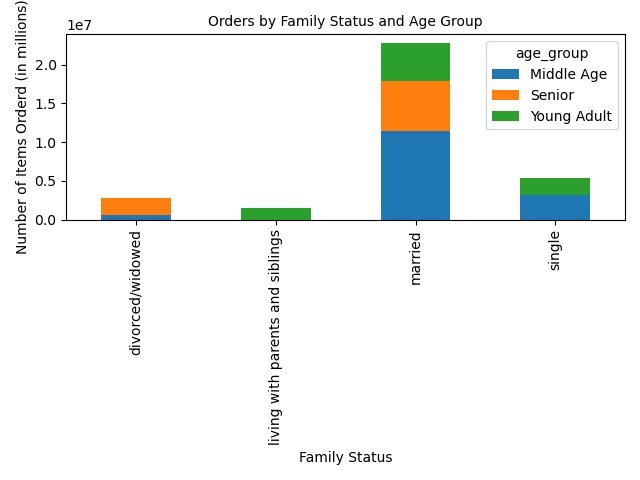 Orders by Family Status and Age Group
1e7
Number of Items Orderd (in millions)
2.0
1.5
1.0
0.5
0.0
age_group
Middle Age
Senior
Young Adult
divorced/widowed
living with parents and siblings
married
single
Family Status